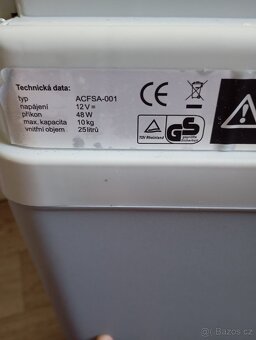 Technická data:
typ ACFSA-001
napájení 12 V =
příkon 48 W
max. kapacita 10 kg
vnitřní objem 25 litrů
CE
TÜV Rheinland
GS
© Bazos.cz